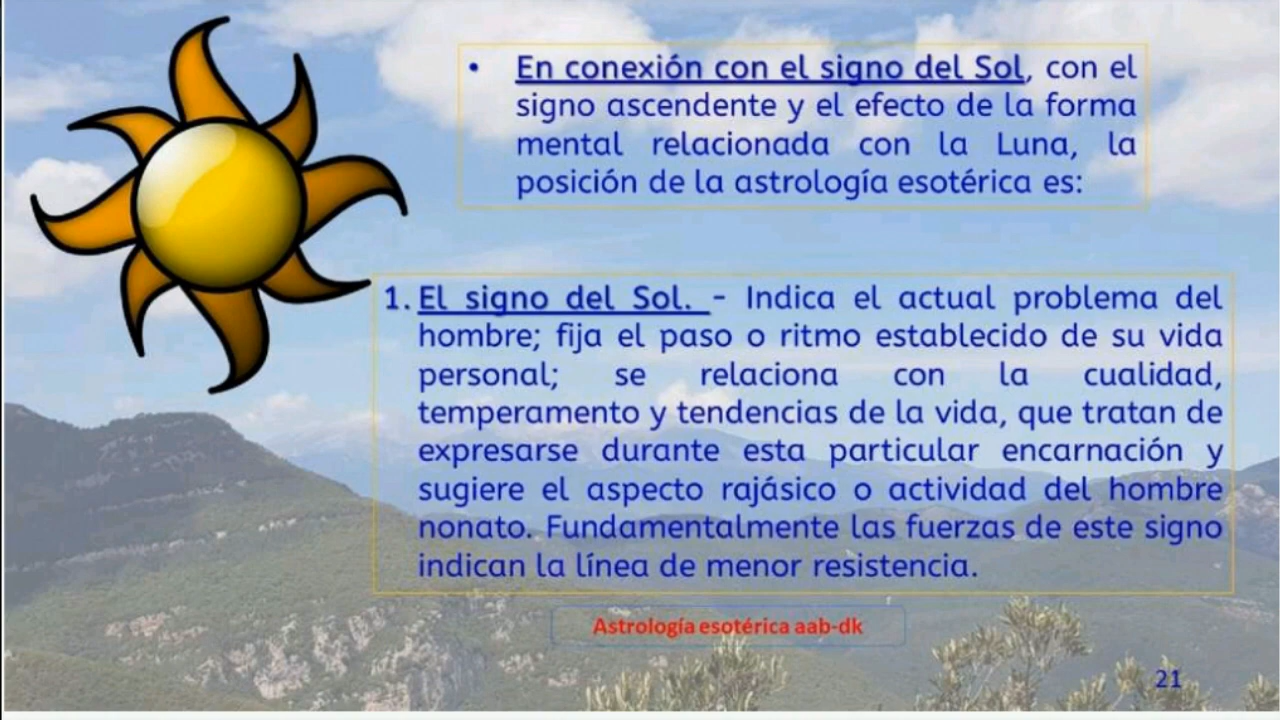 • En conexión con el signo del Sol, con el
signo ascendente y el efecto de la forma
mental relacionada con la Luna, la
posición de la astrología esotérica es:
1. El signo del Sol. - Indica el actual problema del
hombre; fija el paso o ritmo establecido de su vida
personal; se relaciona con la cualidad,
temperamento y tendencias de la vida, que tratan de
expresarse durante esta particular encarnación y
sugiere el aspecto rajásico o actividad del hombre
nonato. Fundamentalmente las fuerzas de este signo
indican la línea de menor resistencia.
Astrología esotérica aab-dk
21